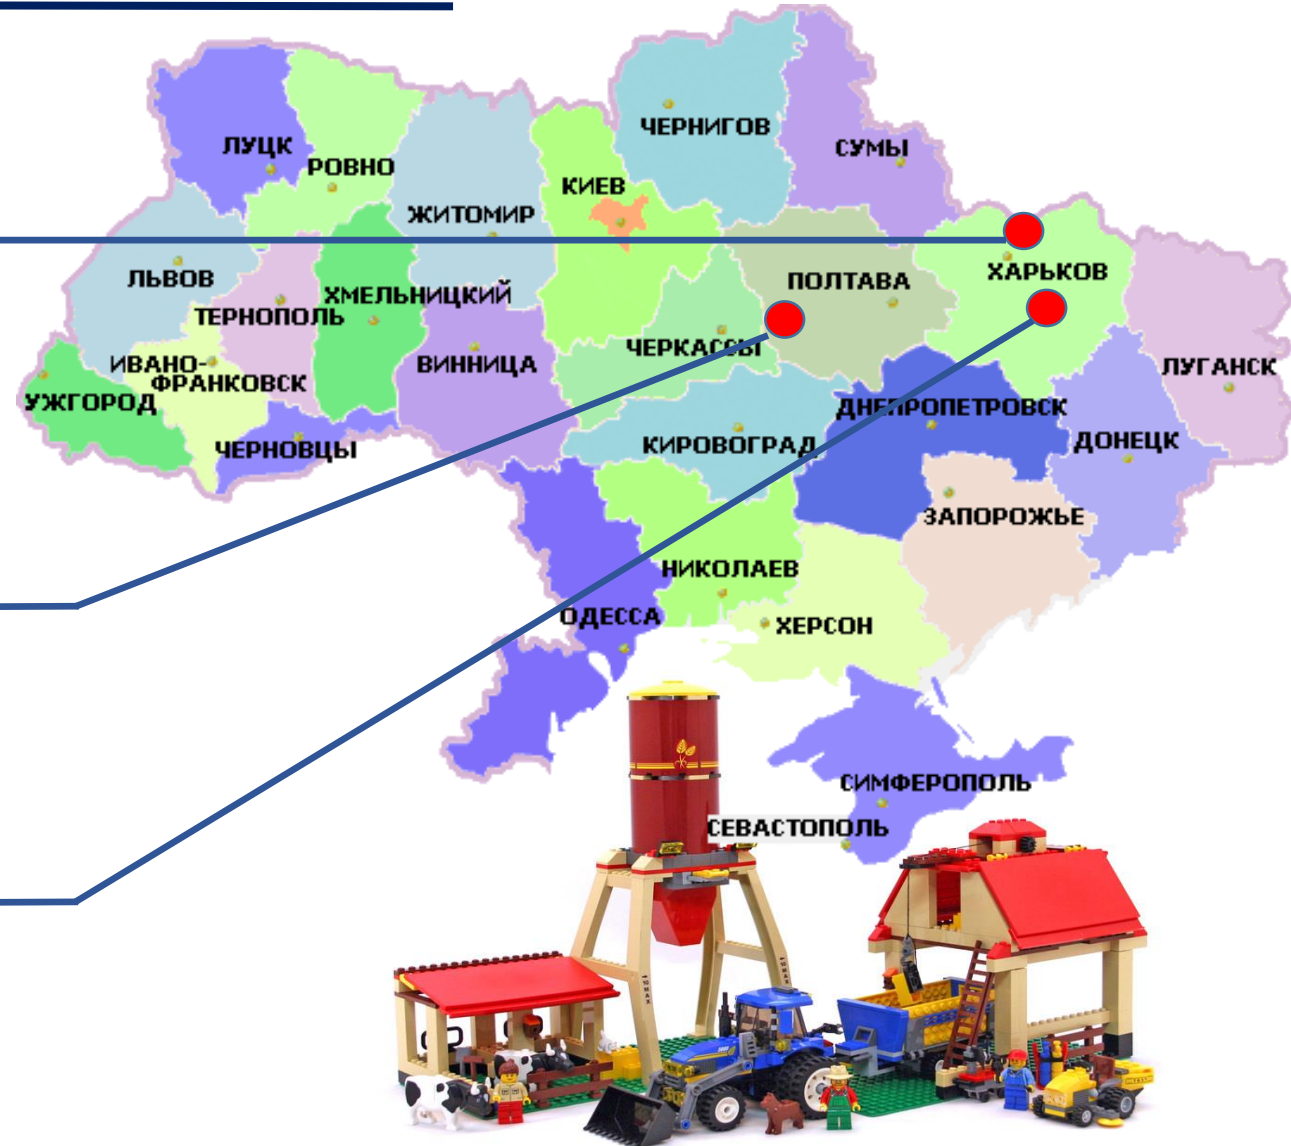 ЧЕРНИГОВ
СУМЫ
ЛУЦК
РОВНО
КИЕВ
ЖИТОМИР
ЛЬВОВ
ХАРЬКОВ
ПОЛТАВА
ХМЕЛЬНИЦКИЙ
ТЕРНОПОЛЬ
ЧЕРКАССЫ
ИВАНО-
ФРАНКОВСК
ВИННИЦА
ЛУГАНСК
УЖГОРОД
ДНЕПРОПЕТРОВСК
ЧЕРНОВЦЫ
КИРОВОГРАД
ДОНЕЦК
ЗАПОРОЖЬЕ
НИКОЛАЕВ
ОДЕССА
ХЕРСОН
СИМФЕРОПОЛЬ
СЕВАСТОПОЛЬ